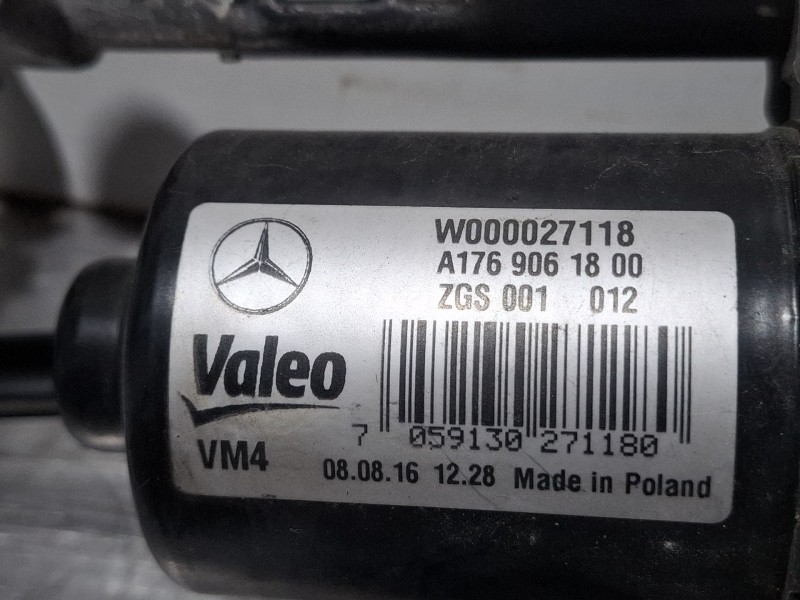 W000027118
A176 906 18 00
ZGS 001 012
Valeo
7 059130 271180
VM4 08.08.16 12.28 Made in Poland